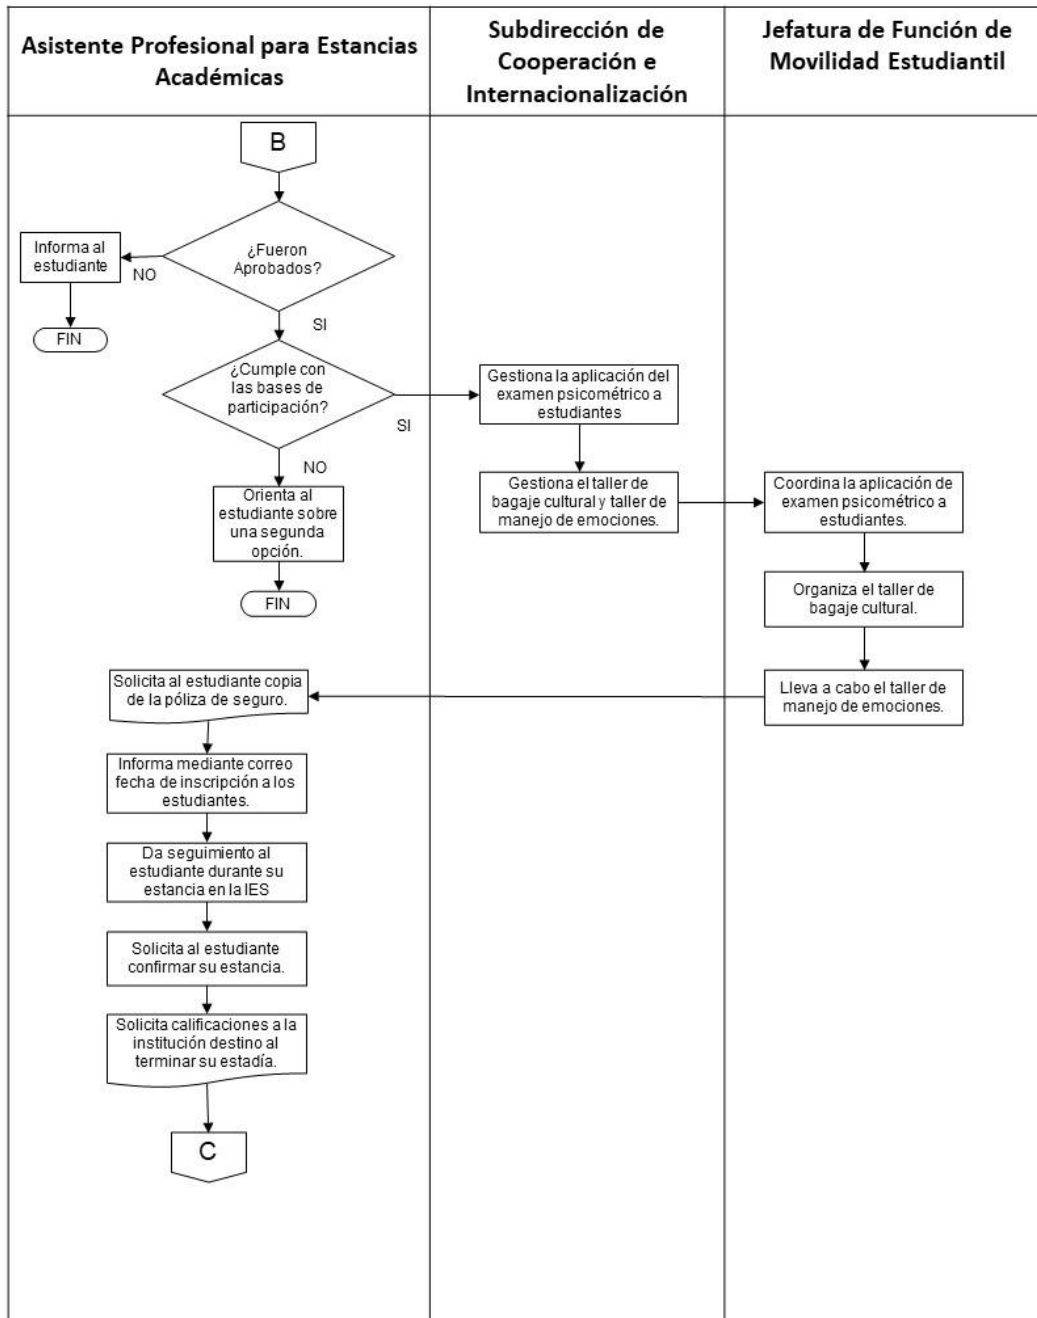 Asistente Profesional para Estancias
Académicas
Subdirección de
Cooperación e
Internacionalización
Jefatura de Función de
Movilidad Estudiantil
B
¿Fueron
Aprobados?
NO
Informa al
estudiante
FIN
SI
¿Cumple con
las bases de
participación?
SI
NO
Orienta al
estudiante sobre
una segunda
opción.
FIN
Gestiona la aplicación del
examen psicométrico a
estudiantes
Gestiona el taller de
bagaje cultural y taller de
manejo de emociones.
Coordina la aplicación de
examen psicométrico a
estudiantes.
Organiza el taller de
bagaje cultural.
Lleva a cabo el taller de
manejo de emociones.
Solicita al estudiante copia
de la póliza de seguro.
Informa mediante correo
fecha de inscripción a los
estudiantes.
Da seguimiento al
estudiante durante su
estancia en la IES
Solicita al estudiante
confirmar su estancia.
Solicita calificaciones a la
institución destino al
terminar su estadía.
C